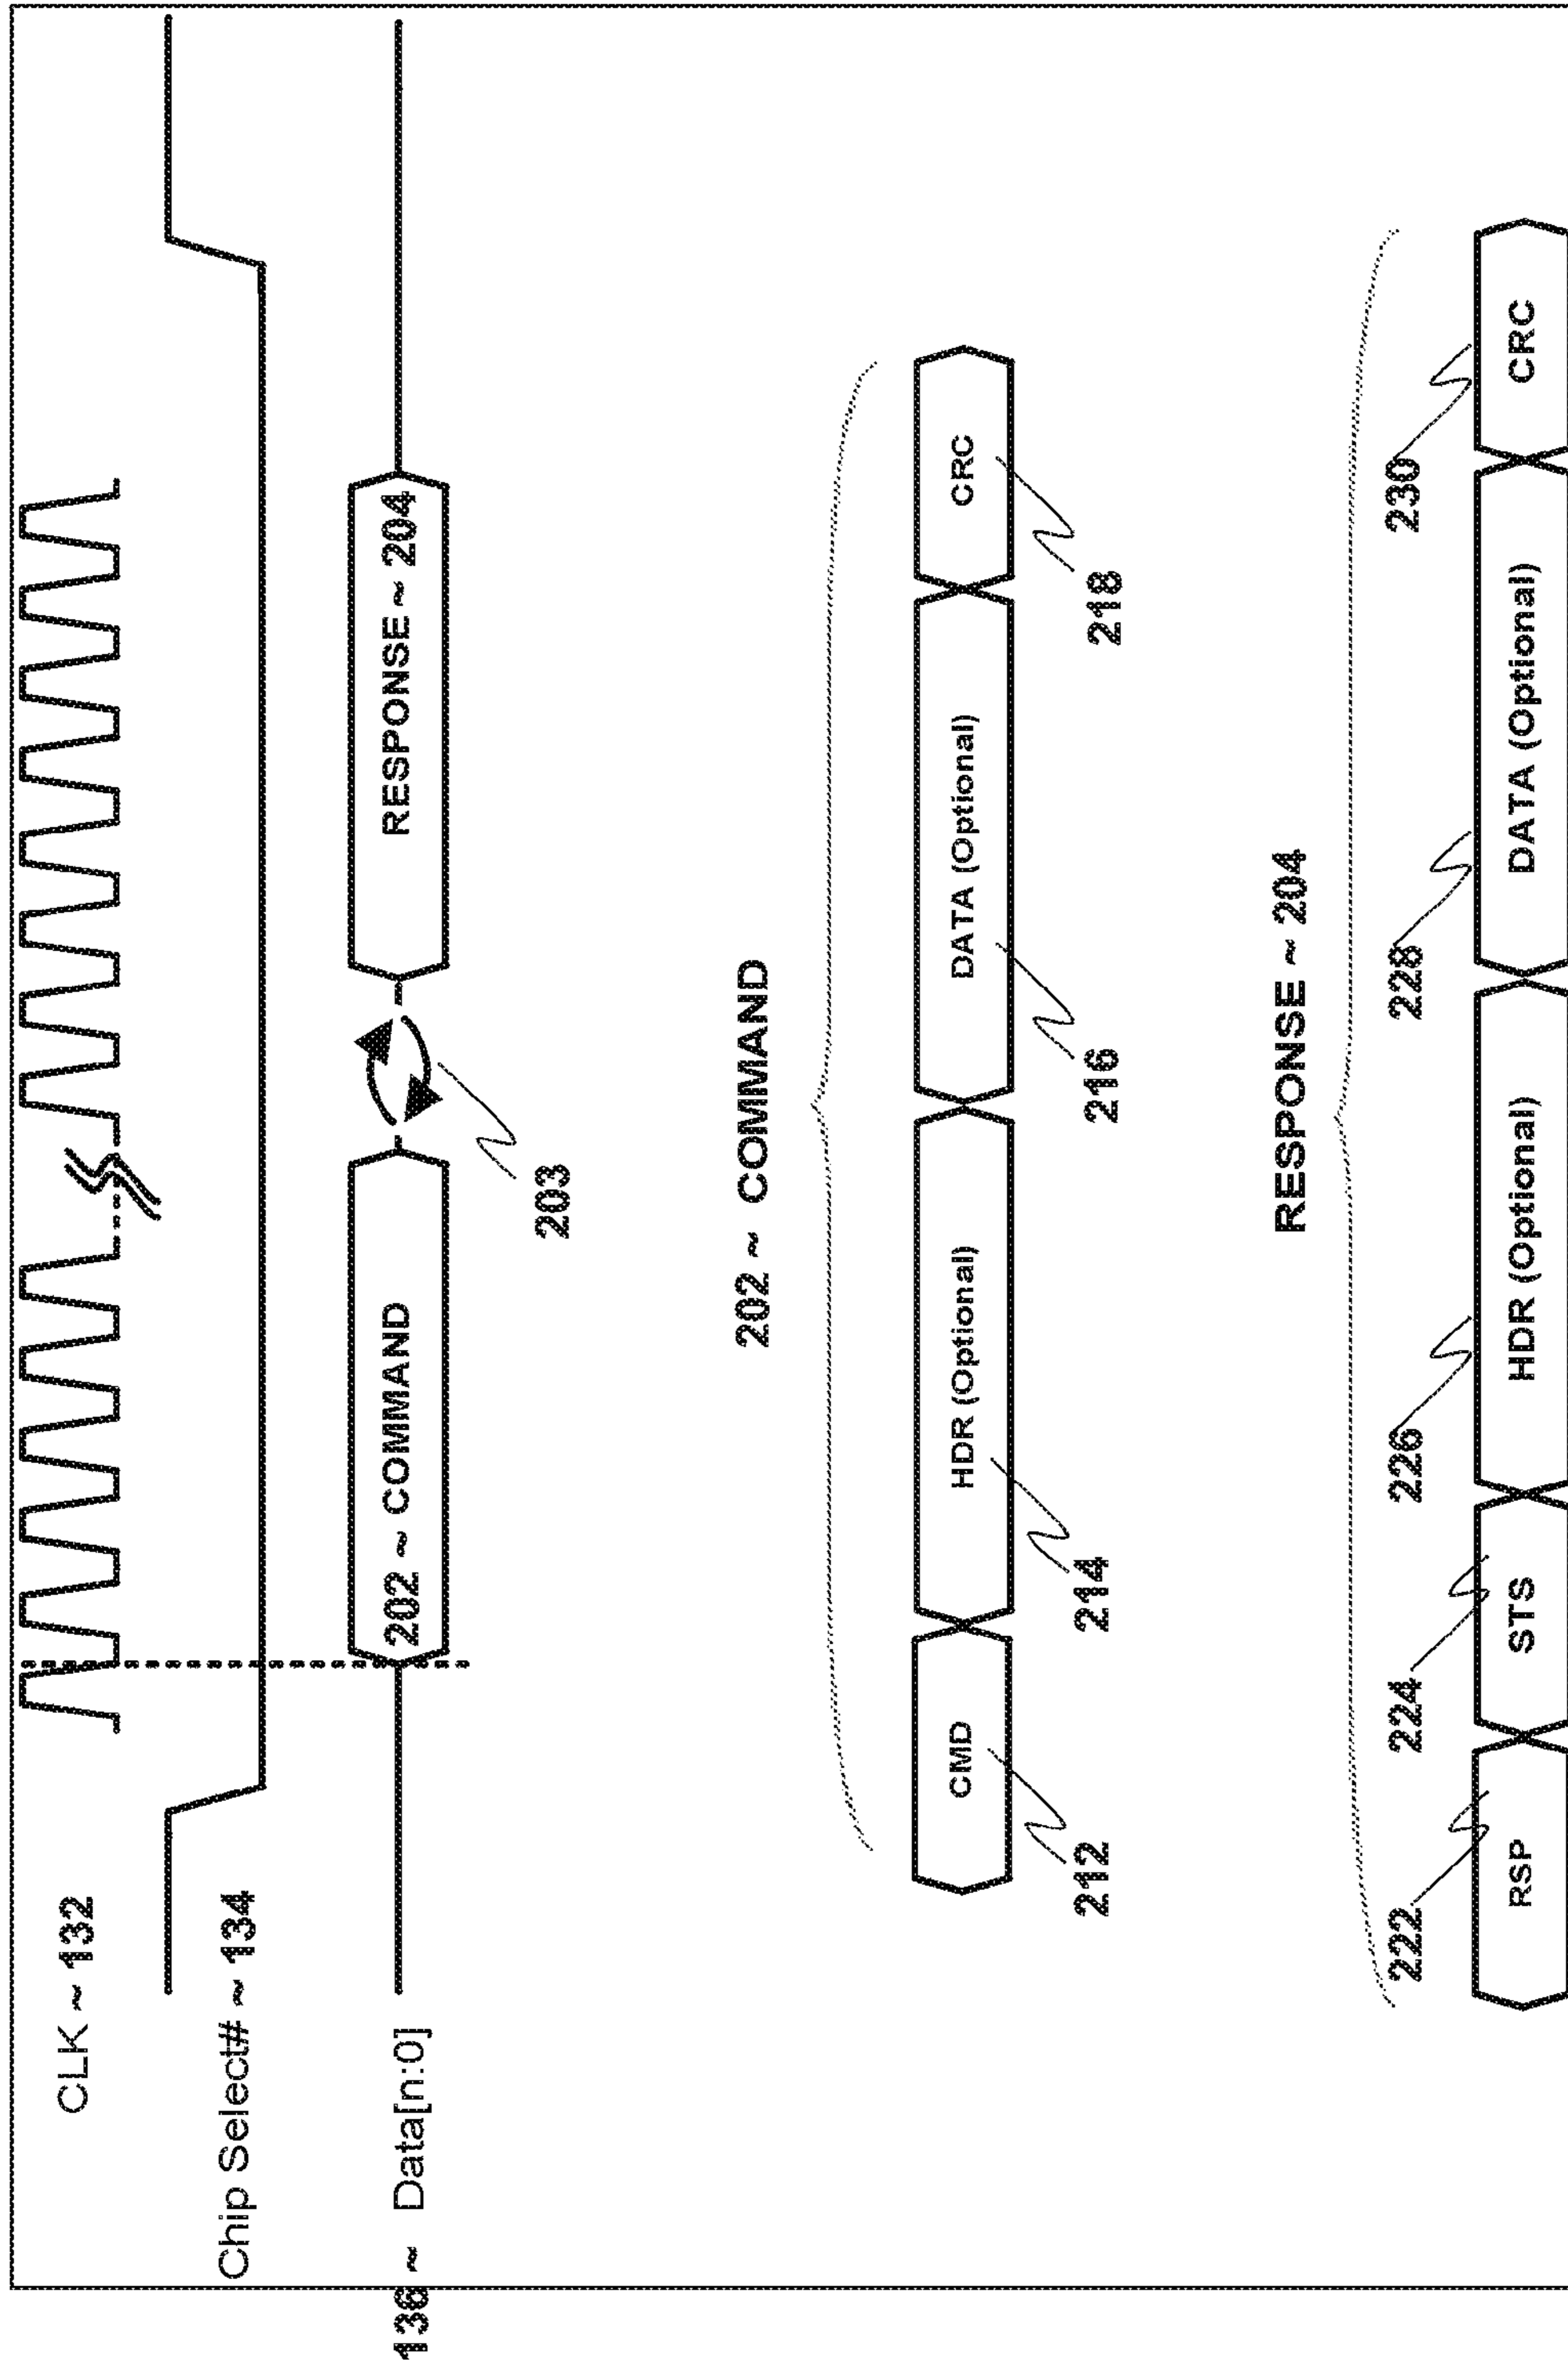 CLK ~ 132
Chip Select# ~ 134
136 ~ Data[n:0]
202 ~ COMMAND
RESPONSE ~ 204
203
202 ~ COMMAND
CMD
HDR (Optional)
DATA (Optional)
CRC
212
214
216
218
RESPONSE ~ 204
222
224
226
228
230
RSP
STS
HDR (Optional)
DATA (Optional)
CRC